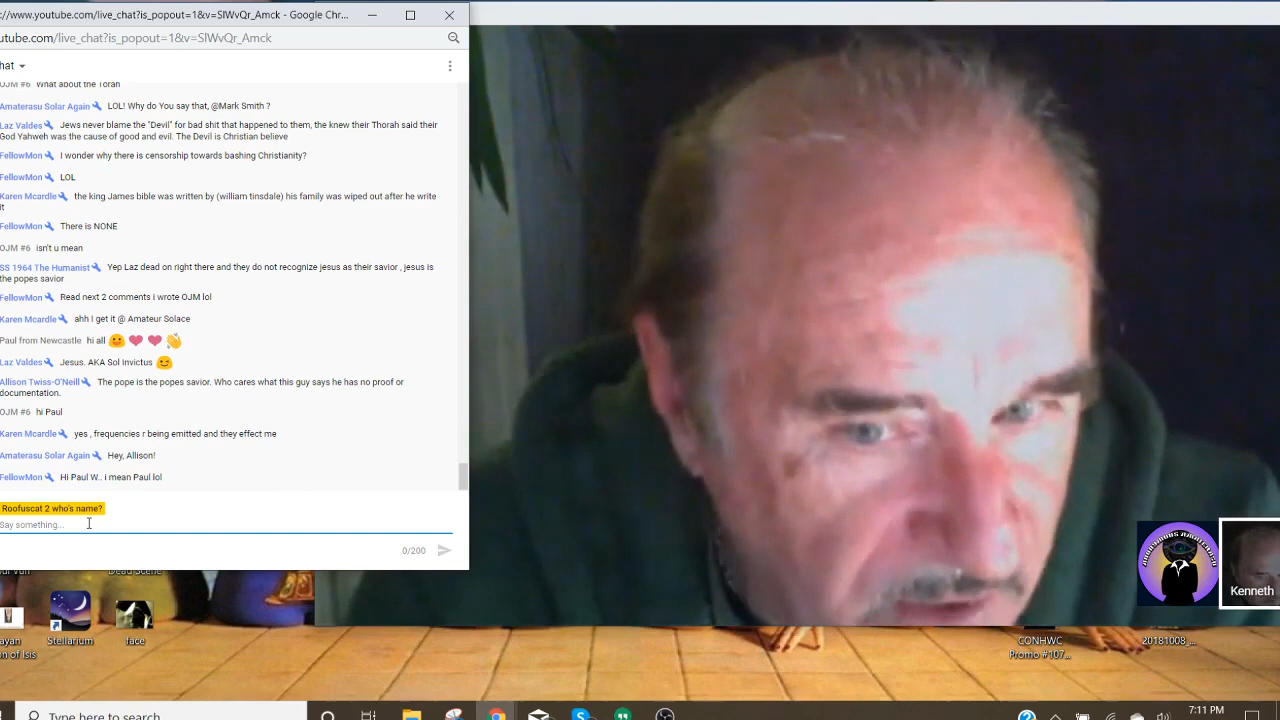 ://www.youtube.com/live_chat?is_popout=1&v=SlWvQr_Amck - Google Chr...
utube.com/live_chat?is_popout=1&v=SlWvQr_Amck
hat
OJM #6 What about the Torah
Amaterasu Solar Again LOL! Why do You say that, @Mark Smith ?
Laz Valdes Jews never blame the "Devil" for bad shit that happened to them, the knew their Thorah said their
God Yahweh was the cause of good and evil. The Devil is Christian believe
FellowMon I wonder why there is censorship towards bashing Christianity?
FellowMon LOL
Karen Mcardle the king James bible was written by (william tinsdale) his family was wiped out after he write
it
FellowMon There is NONE
OJM #6 isn't u mean
SS 1964 The Humanist Yep Laz dead on right there and they do not recognize jesus as their savior , jesus is
the popes savior
FellowMon Read next 2 comments i wrote OJM lol
Karen Mcardle ahh I get it @ Amateur Solace
Paul from Newcastle hi all
Laz Valdes Jesus. AKA Sol Invictus
Allison Twiss-O'Neill The pope is the popes savior. Who cares what this guy says he has no proof or
documentation.
OJM #6 hi Paul
Karen Mcardle yes , frequencies r being emitted and they effect me
Amaterasu Solar Again Hey, Allison!
FellowMon Hi Paul W.. i mean Paul lol
Roofuscat 2 who's name?
Say something...
0/200
Kenneth
Dead Scene
ayan
on of Isis
Stellarium
face
CONHWC
Promo #107...
20181008_...
Type here to search
7:11 PM